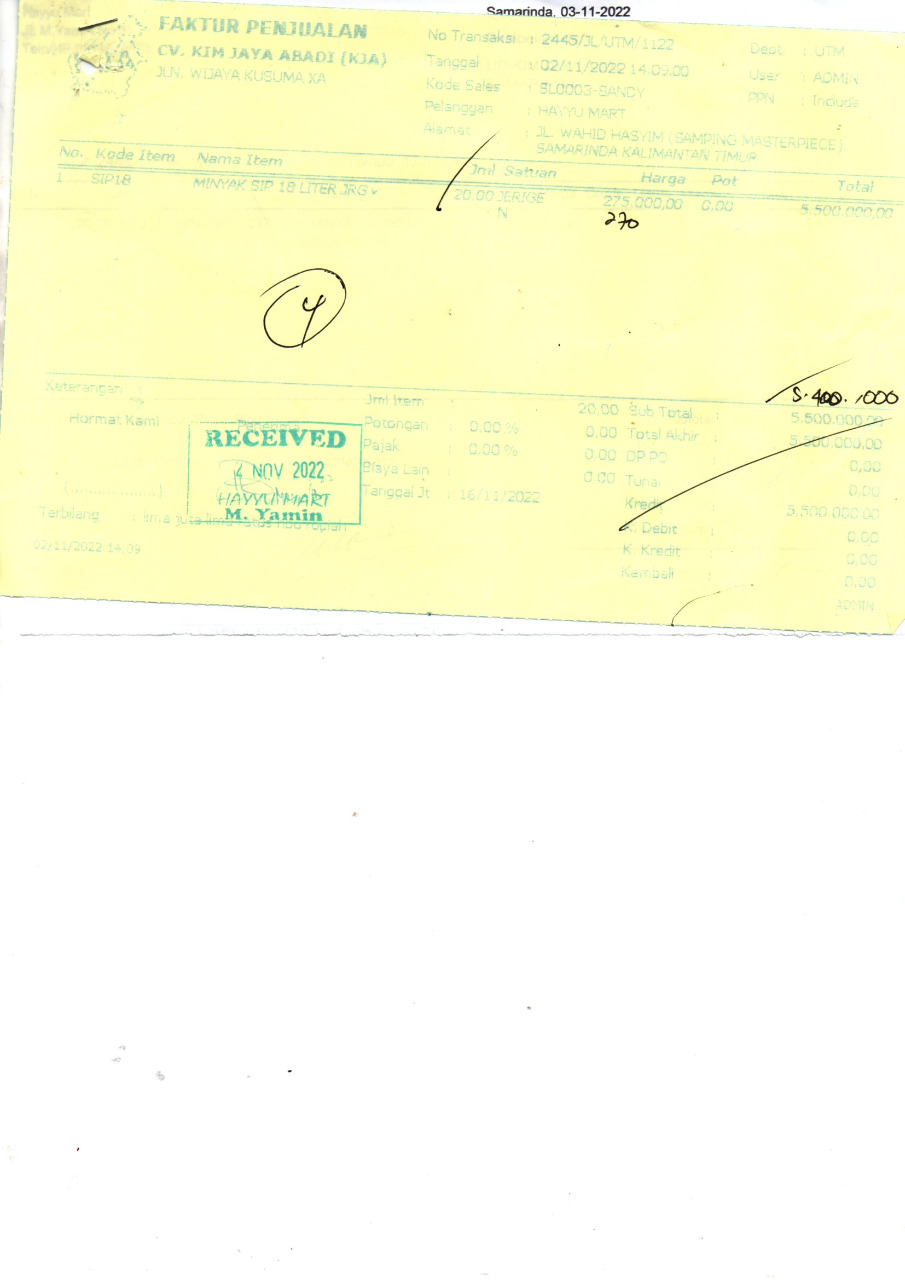 Samarinda, 03-11-2022
FAKTUR PENJUALAN
CV. KIM JAYA ABADI (KJA)
JLN. WIJAYA KUSUMA XA
No Transaksi : 2445/JL/UTM/1122
Tanggal : 02/11/2022 14.09.00
Kode Sales : SL0003-SANDY
Pelanggan : HAYYU MART
Alamat : JL. WAHID HASYIM (SAMPING MASTERPIECE)
SAMARINDA KALIMANTAN TIMUR
Dept : UTM
User : ADMIN
PPN : Include
No. Kode Item Nama Item Jml Satuan Harga Pot Total
1 SIP18 MINYAK SIP 18 LITER JRG 20,00 JERIGE 275.000,00 0.00 5.500.000,00
N
270
4
5.400.000
Keterangan :
Hormat Kami Penerima
(..................)
RECEIVED
4 NOV 2022
HAYYU MART
M. Yamin
Jml Item : 20,00
Potongan : 0,00 % 0.00
Pajak : 0,00 % 0.00
Biaya Lain : 0.00
Tanggal Jt : 16/11/2022
Sub Total : 5.500.000,00
Total Akhir : 5.500.000,00
DP PO 0,00
Tunai 0,00
Kredit 5.500.000,00
K. Debit : 0,00
K. Kredit : 0,00
Kembali : 0,00
Terbilang : lima juta lima ratus ribu rupiah
02/11/2022 14.09
ADMIN